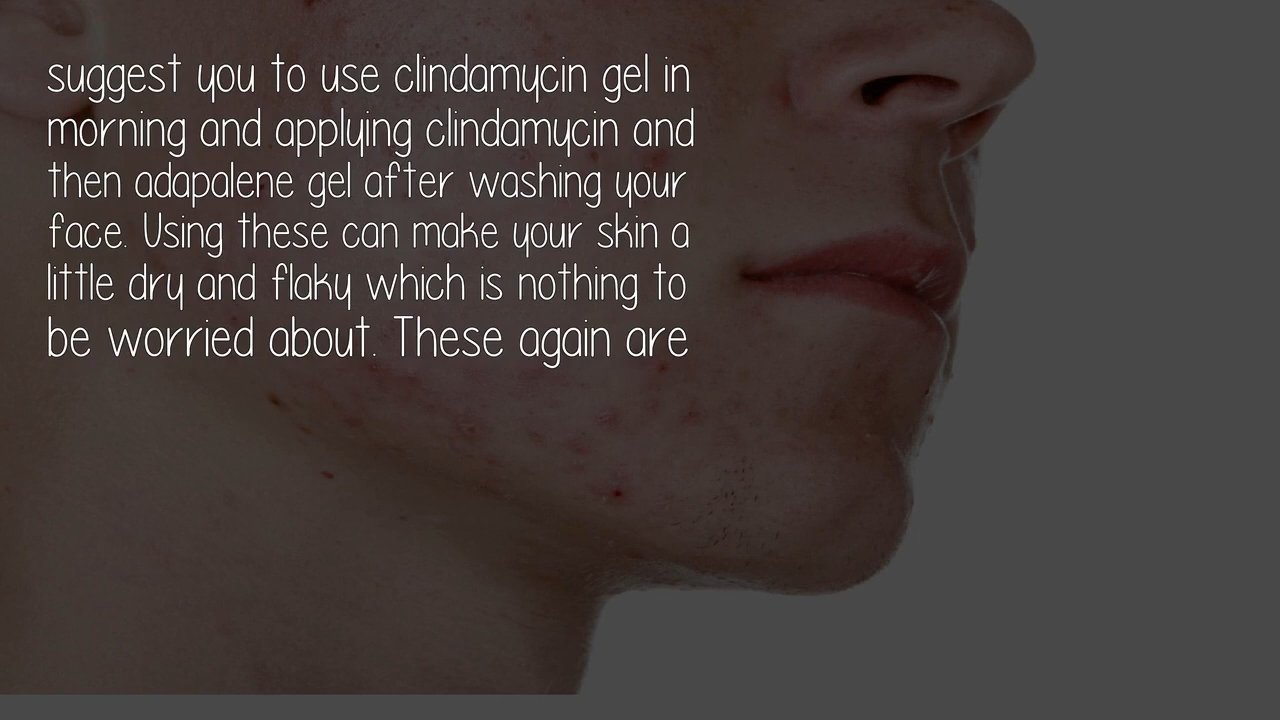 suggest you to use clindamycin gel in
morning and applying clindamycin and
then adapalene gel after washing your
face. Using these can make your skin a
little dry and flaky which is nothing to
be worried about. These again are